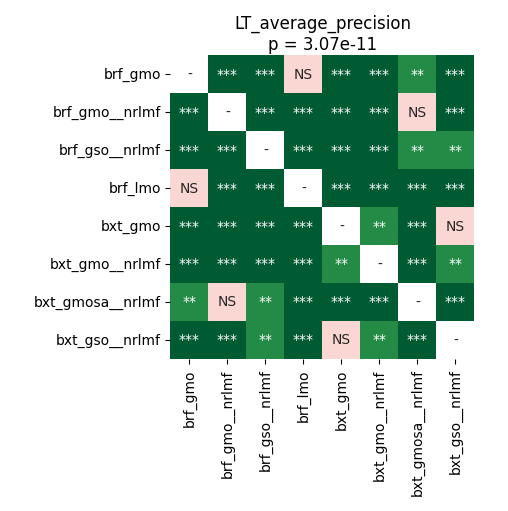 LT_average_precision
p = 3.07e-11
brf_gmo - *** *** NS *** *** ** ***
brf_gmo__nrlmf *** - *** *** *** *** NS ***
brf_gso__nrlmf *** *** - *** *** *** ** **
brf_lmo NS *** *** - *** *** *** ***
bxt_gmo *** *** *** *** - ** *** NS
bxt_gmo__nrlmf *** *** *** *** ** - *** **
bxt_gmosa__nrlmf ** NS ** *** *** *** - ***
bxt_gso__nrlmf *** *** ** *** NS ** *** -
brf_gmo
brf_gmo__nrlmf
brf_gso__nrlmf
brf_lmo
bxt_gmo
bxt_gmo__nrlmf
bxt_gmosa__nrlmf
bxt_gso__nrlmf